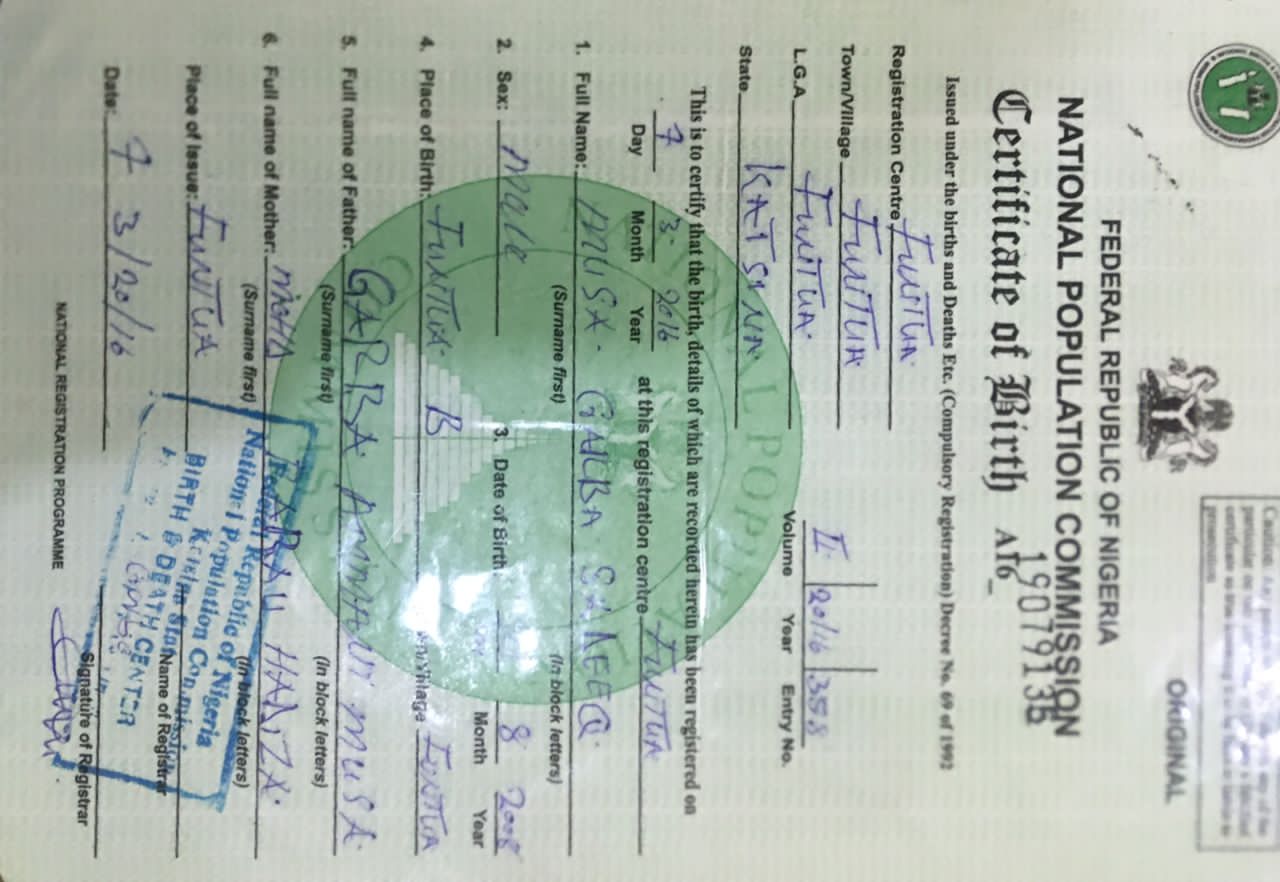 ORIGINAL
FEDERAL REPUBLIC OF NIGERIA
NATIONAL POPULATION COMMISSION
Certificate of Birth A16-
Issued under the births and Deaths Etc. (Compulsory Registration) Decree No. 69 of 1992
Registration Centre FUNTUA.
Town/Village FUNTUA.
L.G.A FUNTUA.
State KATSINA.
II 2016 358
Volume Year Entry No.
This is to certify that the birth, details of which are recorded herein has been registered on
7 3. 2016 at this registration centre FUNTUA
Day Month Year
1. Full Name: MUSA. GARBA SADEEQ.
(Surname first) (In block letters)
2. Sex: Male 3. Date of Birth 8 2008
Month Year
4. Place of Birth: FUNTUA. B Town/Village FUNTUA
5. Full name of Father: GARBA MUSA.
(Surname first) (In block letters)
6. Full name of Mother: HAMZA.
(Surname first) (In block letters)
Place of Issue: FUNTUA
Name of Registrar
Date: 7 3/2016
Signature of Registrar
Federal Republic of Nigeria
National Population Commission
Katsina State
BIRTH & DEATH CENTER
NATIONAL REGISTRATION PROGRAMME